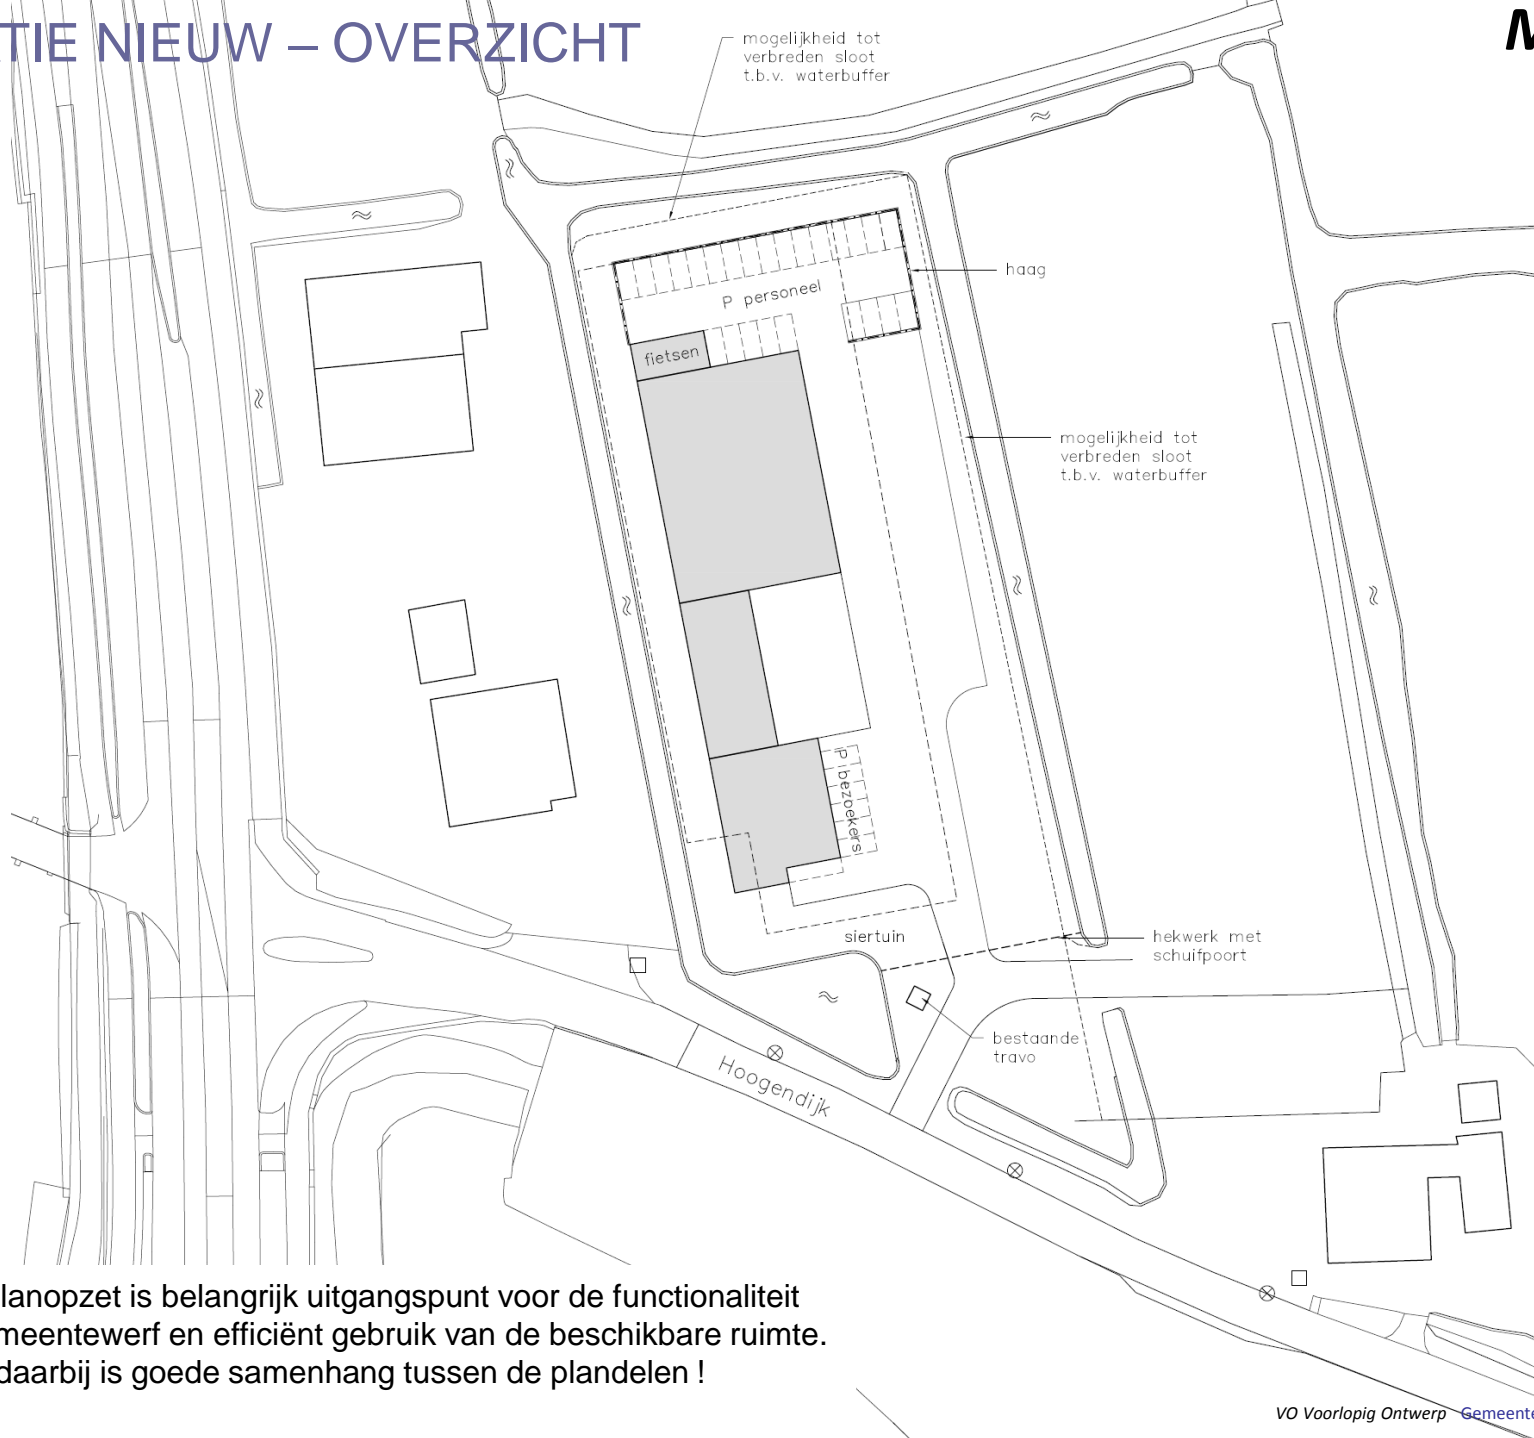 TIE NIEUW – OVERZICHT
M
mogelijkheid tot
verbreden sloot
t.b.v. waterbuffer
haag
P personeel
fietsen
mogelijkheid tot
verbreden sloot
t.b.v. waterbuffer
P bezoekers
siertuin
hekwerk met
schuifpoort
bestaande
travo
Hoogendijk
lanopzet is belangrijk uitgangspunt voor de functionaliteit
meentewerf en efficiënt gebruik van de beschikbare ruimte.
daarbij is goede samenhang tussen de plandelen !
VO Voorlopig Ontwerp Gemeente